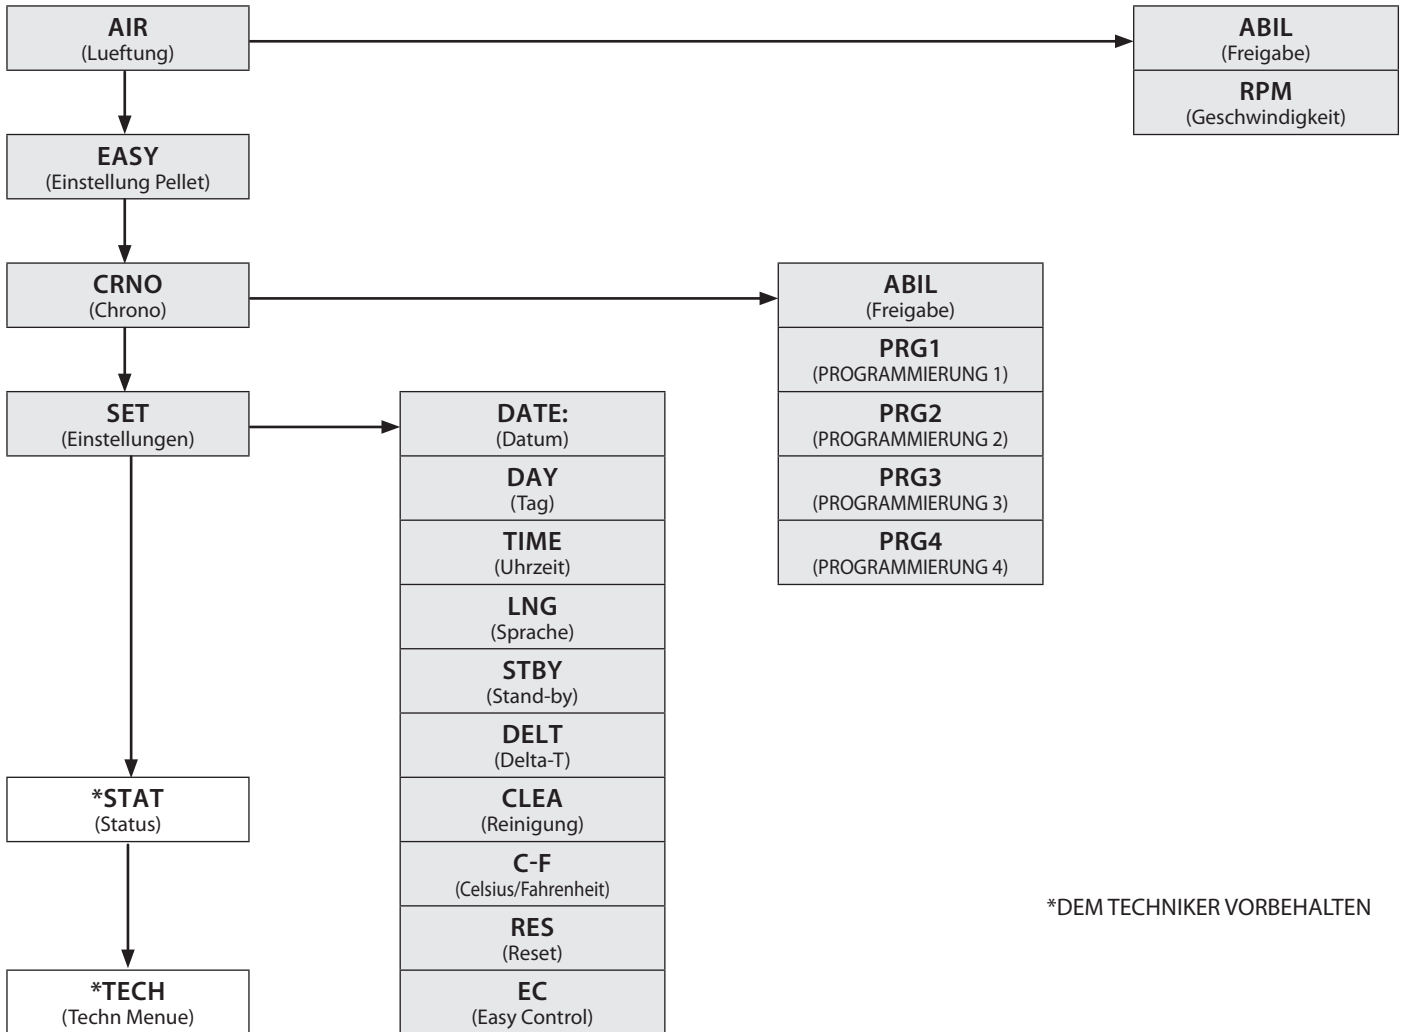 AIR
(Lueftung)
ABIL
(Freigabe)
RPM
(Geschwindigkeit)
EASY
(Einstellung Pellet)
CRNO
(Chrono)
ABIL
(Freigabe)
PRG1
(PROGRAMMIERUNG 1)
PRG2
(PROGRAMMIERUNG 2)
PRG3
(PROGRAMMIERUNG 3)
PRG4
(PROGRAMMIERUNG 4)
SET
(Einstellungen)
DATE:
(Datum)
DAY
(Tag)
TIME
(Uhrzeit)
LNG
(Sprache)
STBY
(Stand-by)
DELT
(Delta-T)
CLEA
(Reinigung)
C-F
(Celsius/Fahrenheit)
RES
(Reset)
EC
(Easy Control)
*STAT
(Status)
*TECH
(Techn Menue)
*DEM TECHNIKER VORBEHALTEN